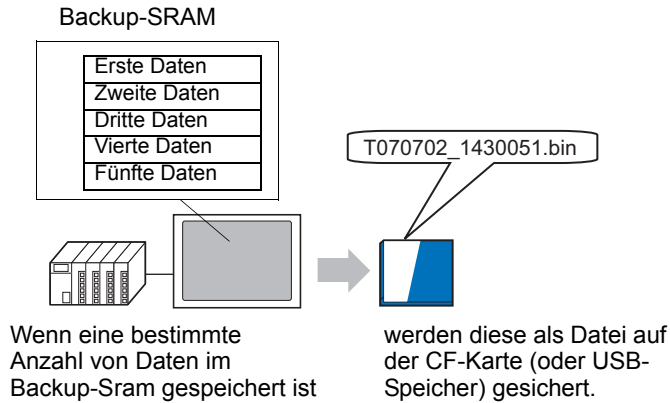 Backup-SRAM
Erste Daten
Zweite Daten
Dritte Daten
Vierte Daten
Fünfte Daten
T070702_1430051.bin
Wenn eine bestimmte
Anzahl von Daten im
Backup-Sram gespeichert ist
werden diese als Datei auf
der CF-Karte (oder USB-
Speicher) gesichert.